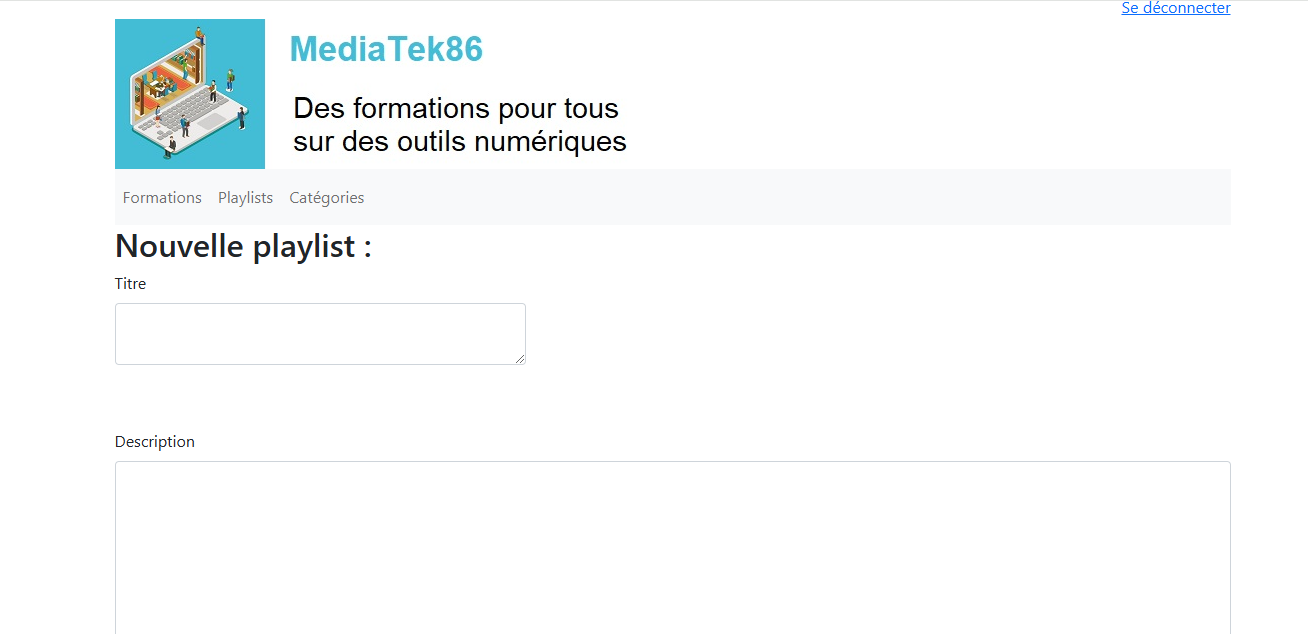 Se déconnecter
MediaTek86
Des formations pour tous
sur des outils numériques
Formations Playlists Catégories
Nouvelle playlist :
Titre
Description